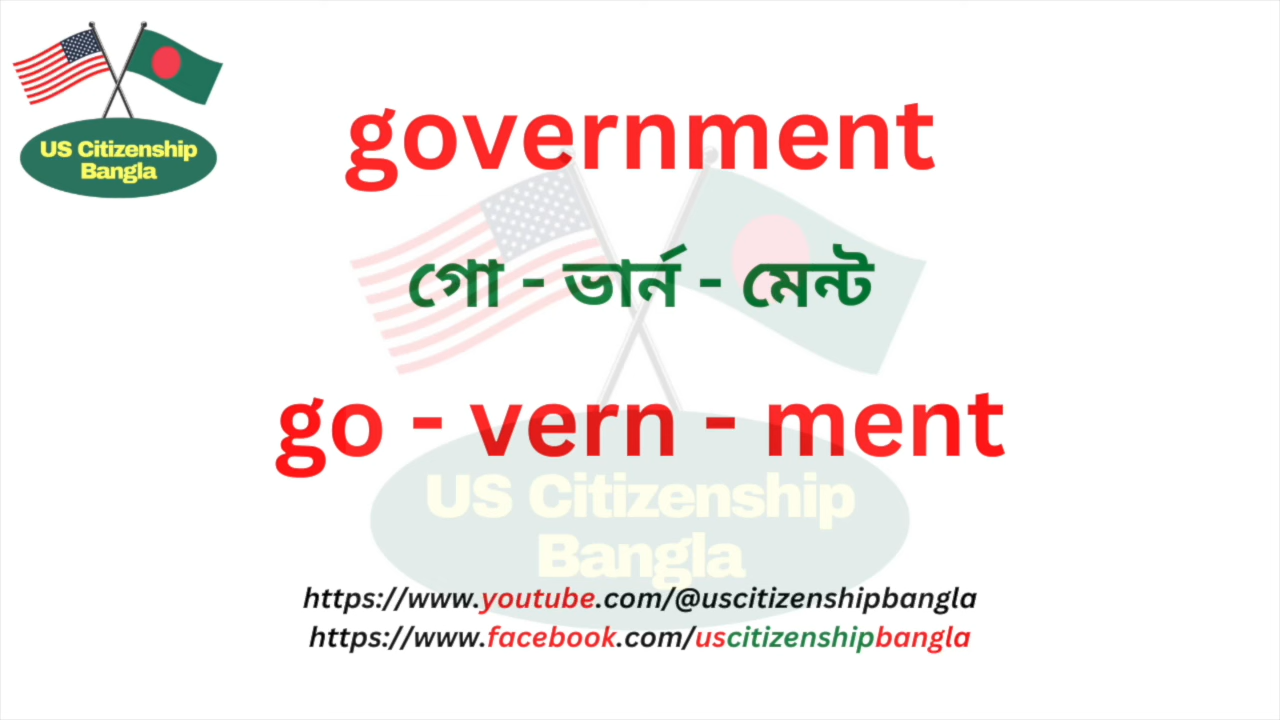 US Citizenship
Bangla
government
গো - ভার্ন - মেন্ট
go - vern - ment
US Citizenship
Bangla
https://www.youtube.com/@uscitizenshipbangla
https://www.facebook.com/uscitizenshipbangla